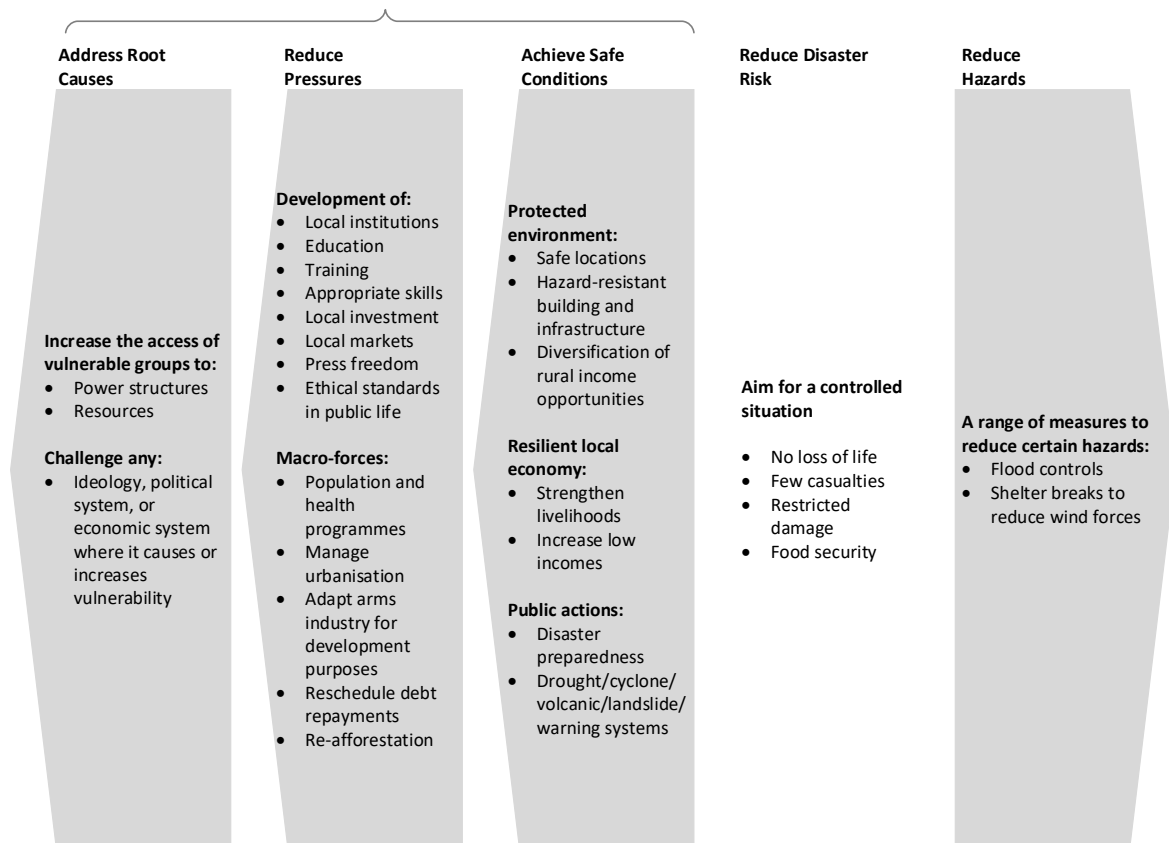 Address Root
Causes
Reduce
Pressures
Achieve Safe
Conditions
Reduce Disaster
Risk
Reduce
Hazards
Increase the access of
vulnerable groups to:
• Power structures
• Resources
Challenge any:
• Ideology, political
system, or
economic system
where it causes or
increases
vulnerability
Development of:
• Local institutions
• Education
• Training
• Appropriate skills
• Local investment
• Local markets
• Press freedom
• Ethical standards
in public life
Macro-forces:
• Population and
health
programmes
• Manage
urbanisation
• Adapt arms
industry for
development
purposes
• Reschedule debt
repayments
• Re-afforestation
Protected
environment:
• Safe locations
• Hazard-resistant
building and
infrastructure
• Diversification of
rural income
opportunities
Resilient local
economy:
• Strengthen
livelihoods
• Increase low
incomes
Public actions:
• Disaster
preparedness
• Drought/cyclone/
volcanic/landslide/
warning systems
Aim for a controlled
situation
• No loss of life
• Few casualties
• Restricted
damage
• Food security
A range of measures to
reduce certain hazards:
• Flood controls
• Shelter breaks to
reduce wind forces